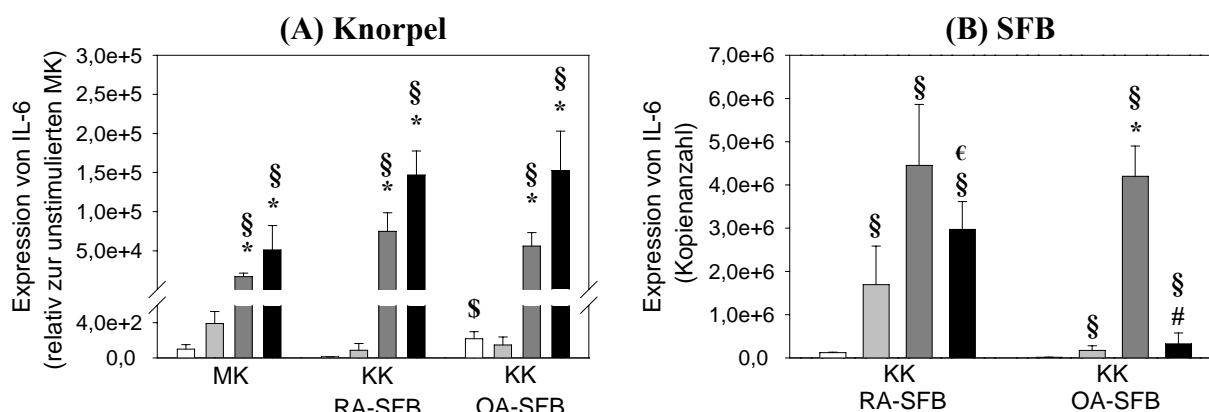 (A) Knorpel
Expression von IL-6
(relativ zur unstimulierten MK)
3,0e+5
2,5e+5
2,0e+5
1,5e+5
1,0e+5
5,0e+4
4,0e+2
0,0
§
*
§
*
§
*
§
*
$
§
*
§
*
MK
KK
RA-SFB
KK
OA-SFB
(B) SFB
Expression von IL-6
(Kopienanzahl)
7,0e+6
6,0e+6
5,0e+6
4,0e+6
3,0e+6
2,0e+6
1,0e+6
0,0
§
§
€
§
§
§
*
§
#
KK
RA-SFB
KK
OA-SFB